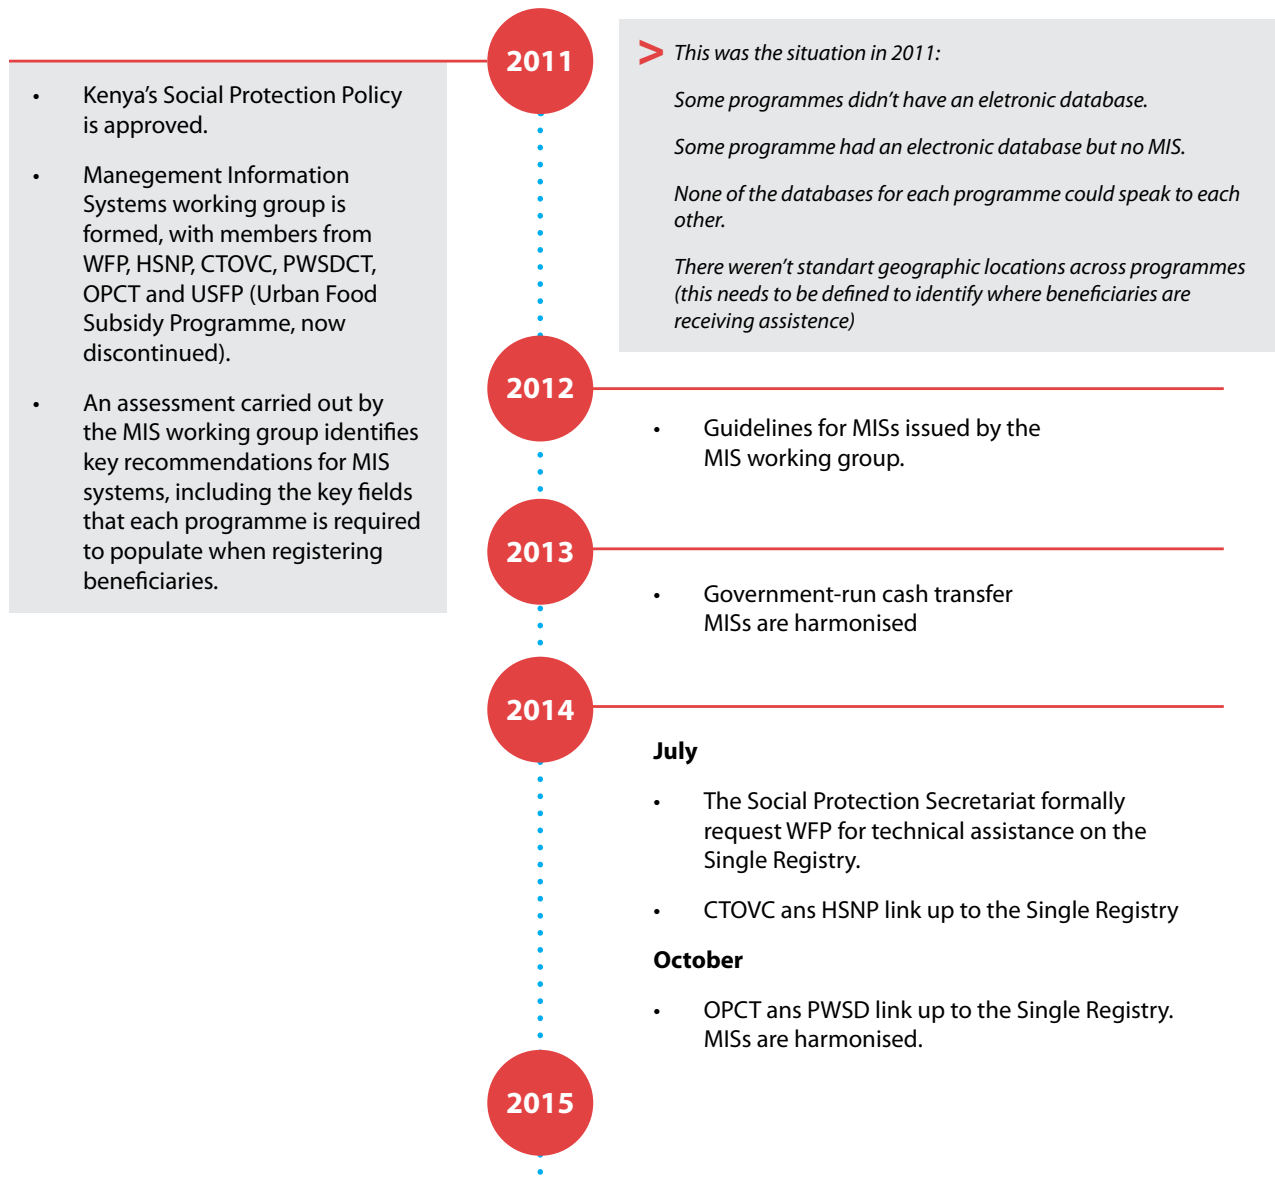 2011
• Kenya's Social Protection Policy
is approved.
• Manegement Information
Systems working group is
formed, with members from
WFP, HSNP, CTOVC, PWSDCT,
OPCT and USFP (Urban Food
Subsidy Programme, now
discontinued).
• An assessment carried out by
the MIS working group identifies
key recommendations for MIS
systems, including the key fields
that each programme is required
to populate when registering
beneficiaries.
> This was the situation in 2011:
Some programmes didn't have an eletronic database.
Some programme had an electronic database but no MIS.
None of the databases for each programme could speak to each
other.
There weren't standart geographic locations across programmes
(this needs to be defined to identify where beneficiaries are
receiving assistence)
2012
• Guidelines for MISs issued by the
MIS working group.
2013
• Government-run cash transfer
MISs are harmonised
2014
July
• The Social Protection Secretariat formally
request WFP for technical assistance on the
Single Registry.
• CTOVC ans HSNP link up to the Single Registry
October
• OPCT ans PWSD link up to the Single Registry.
MISs are harmonised.
2015